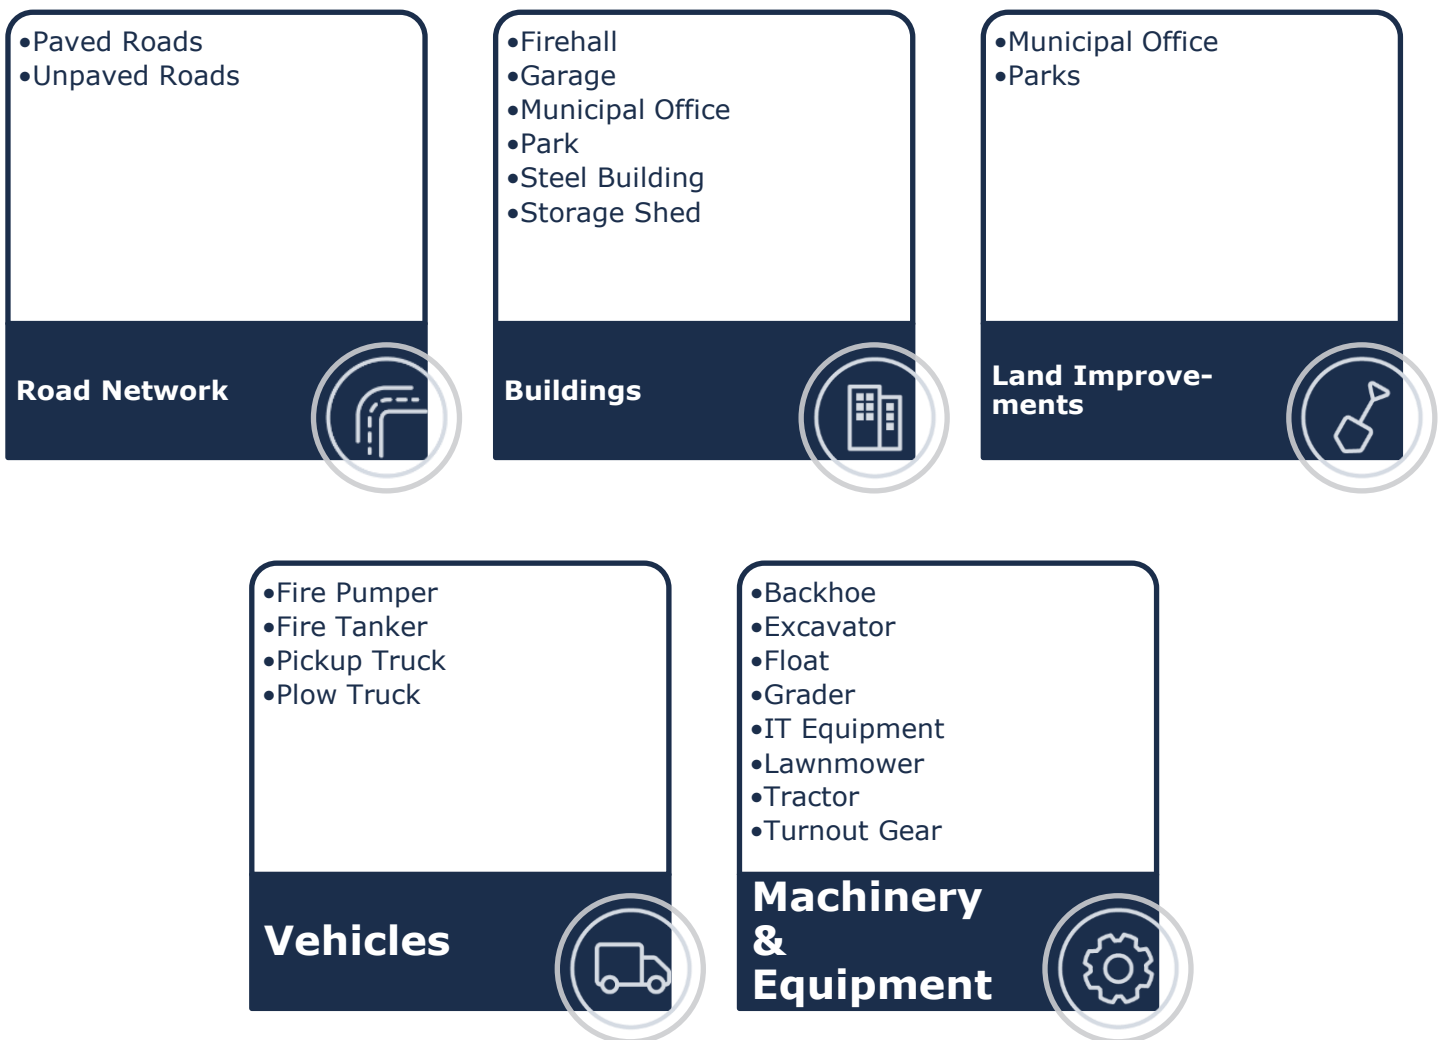 •Paved Roads
•Unpaved Roads
Road Network
•Firehall
•Garage
•Municipal Office
•Park
•Steel Building
•Storage Shed
Buildings
•Municipal Office
•Parks
Land Improve-
ments
•Fire Pumper
•Fire Tanker
•Pickup Truck
•Plow Truck
Vehicles
•Backhoe
•Excavator
•Float
•Grader
•IT Equipment
•Lawnmower
•Tractor
•Turnout Gear
Machinery
&
Equipment